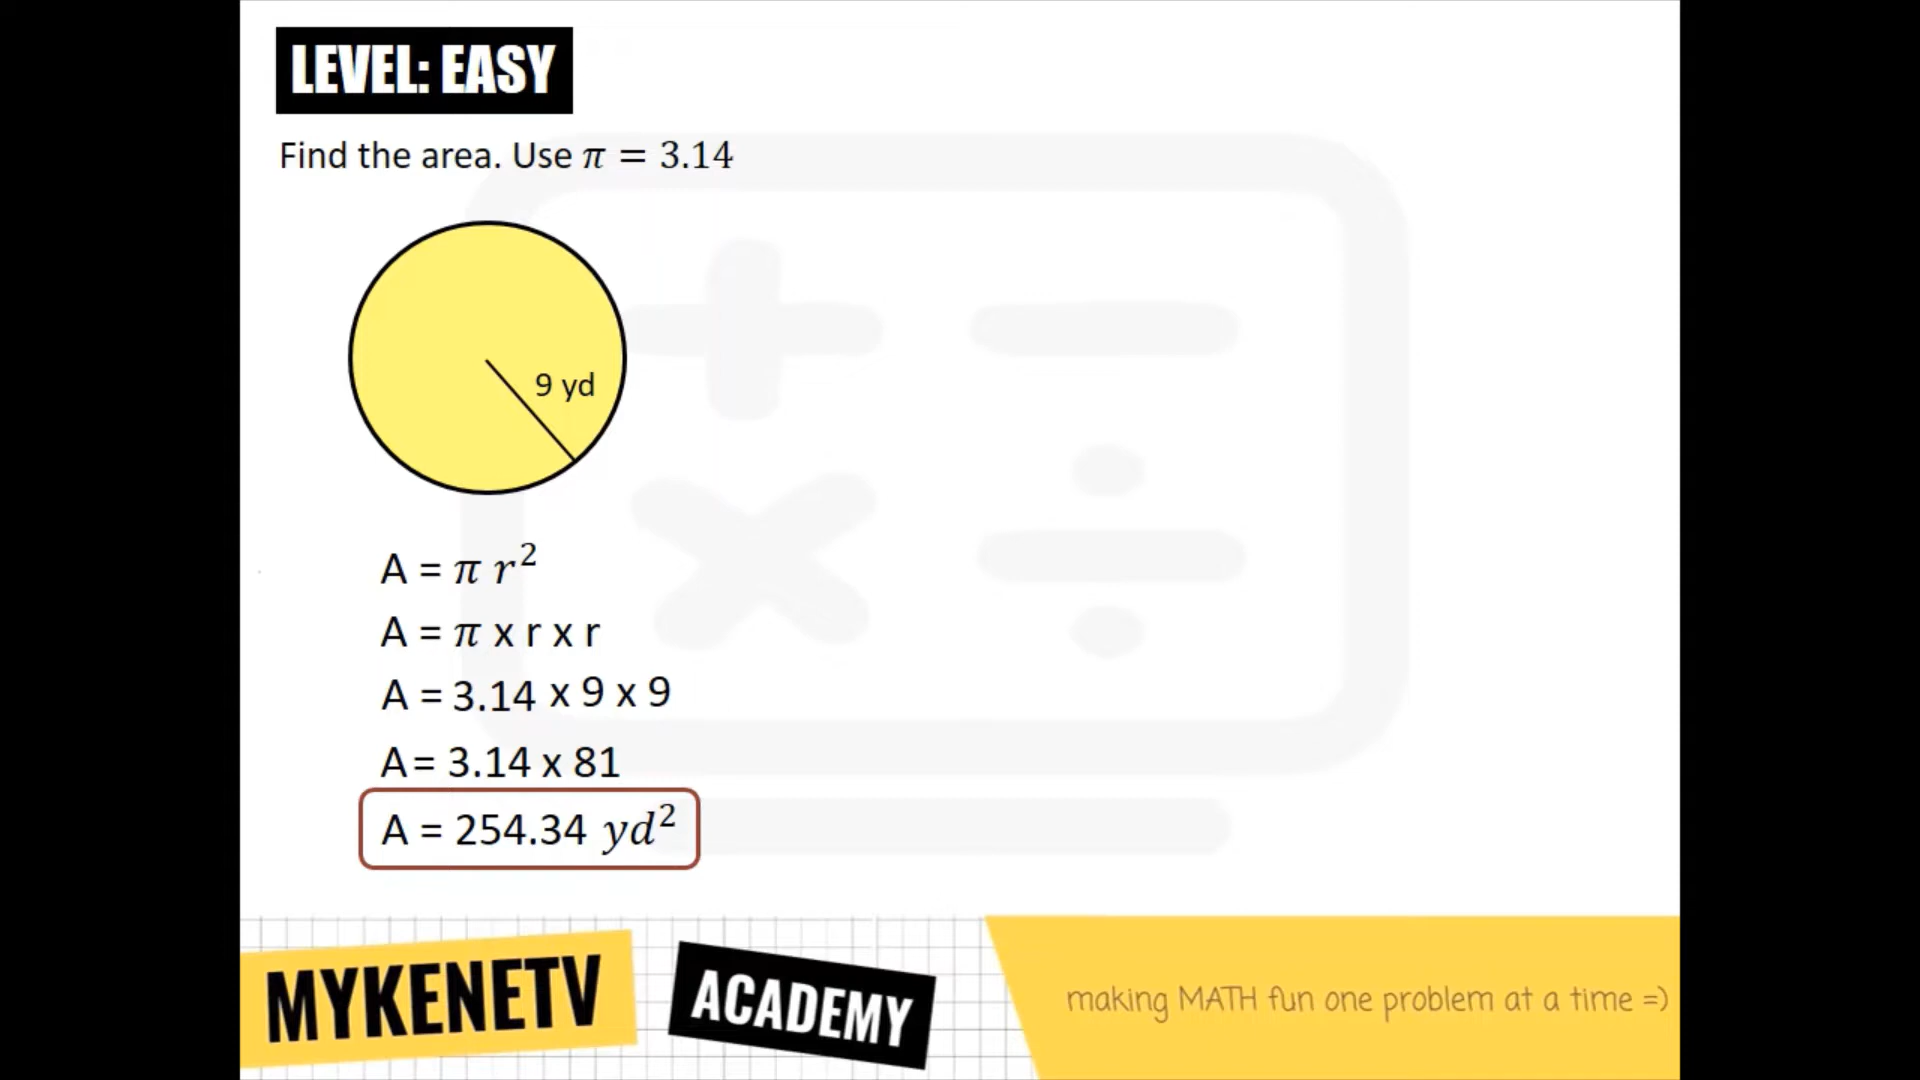 LEVEL: EASY
Find the area. Use π = 3.14
9 yd
A = π r²
A = π x r x r
A = 3.14 x 9 x 9
A= 3.14 x 81
A = 254.34 yd²
MYKENETV
ACADEMY
making MATH fun one problem at a time =)